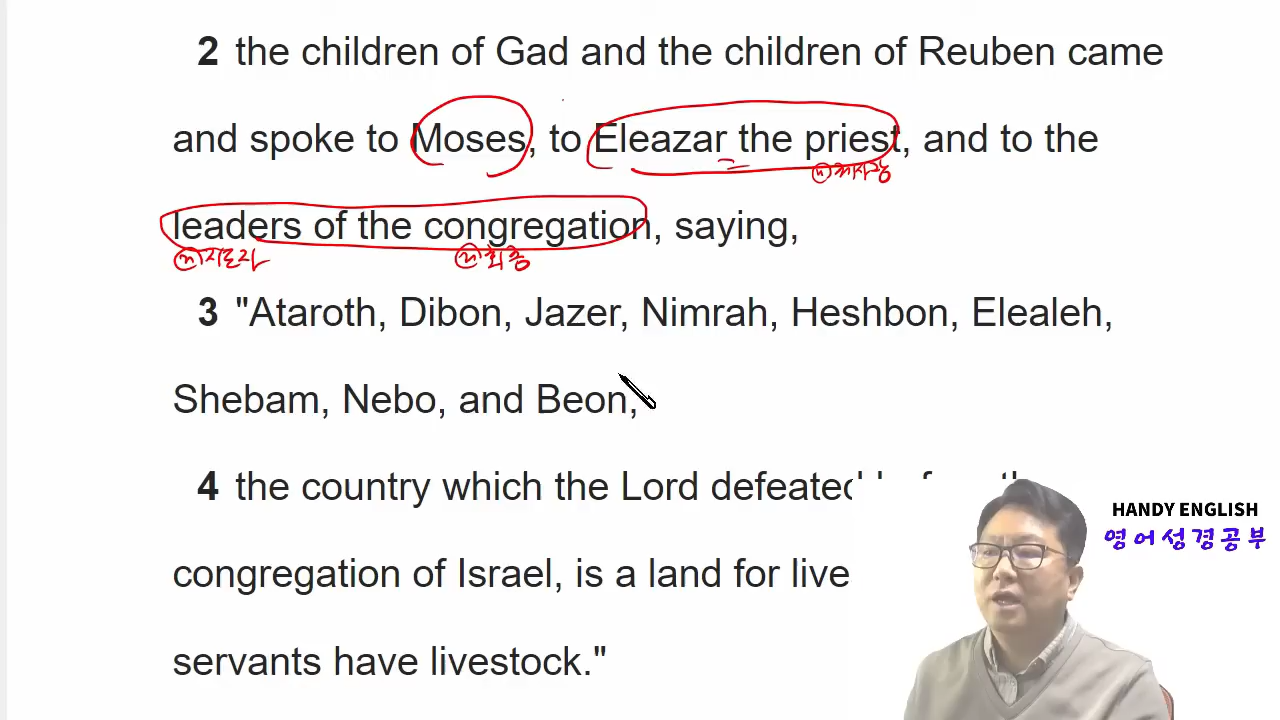 2 the children of Gad and the children of Reuben came
and spoke to Moses, to Eleazar the priest, and to the
ⓝ제사장
leaders of the congregation, saying,
ⓝ지도자 ⓝ회중
3 "Ataroth, Dibon, Jazer, Nimrah, Heshbon, Elealeh,
Shebam, Nebo, and Beon,
4 the country which the Lord defeated
congregation of Israel, is a land for live
servants have livestock."
HANDY ENGLISH
영어성경공부